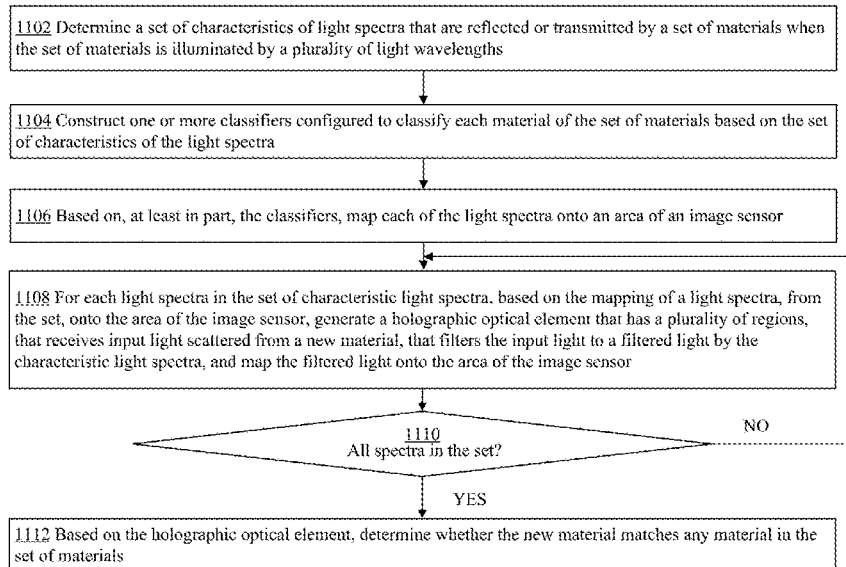 1102 Determine a set of characteristics of light spectra that are reflected or transmitted by a set of materials when
the set of materials is illuminated by a plurality of light wavelengths
1104 Construct one or more classifiers configured to classify each material of the set of materials based on the set
of characteristics of the light spectra
1106 Based on, at least in part, the classifiers, map each of the light spectra onto an area of an image sensor
1108 For each light spectra in the set of characteristic light spectra, based on the mapping of a light spectra, from
the set, onto the area of the image sensor, generate a holographic optical element that has a plurality of regions,
that receives input light scattered from a new material, that filters the input light to a filtered light by the
characteristic light spectra, and map the filtered light onto the area of the image sensor
1110
All spectra in the set?
NO
YES
1112 Based on the holographic optical element, determine whether the new material matches any material in the
set of materials